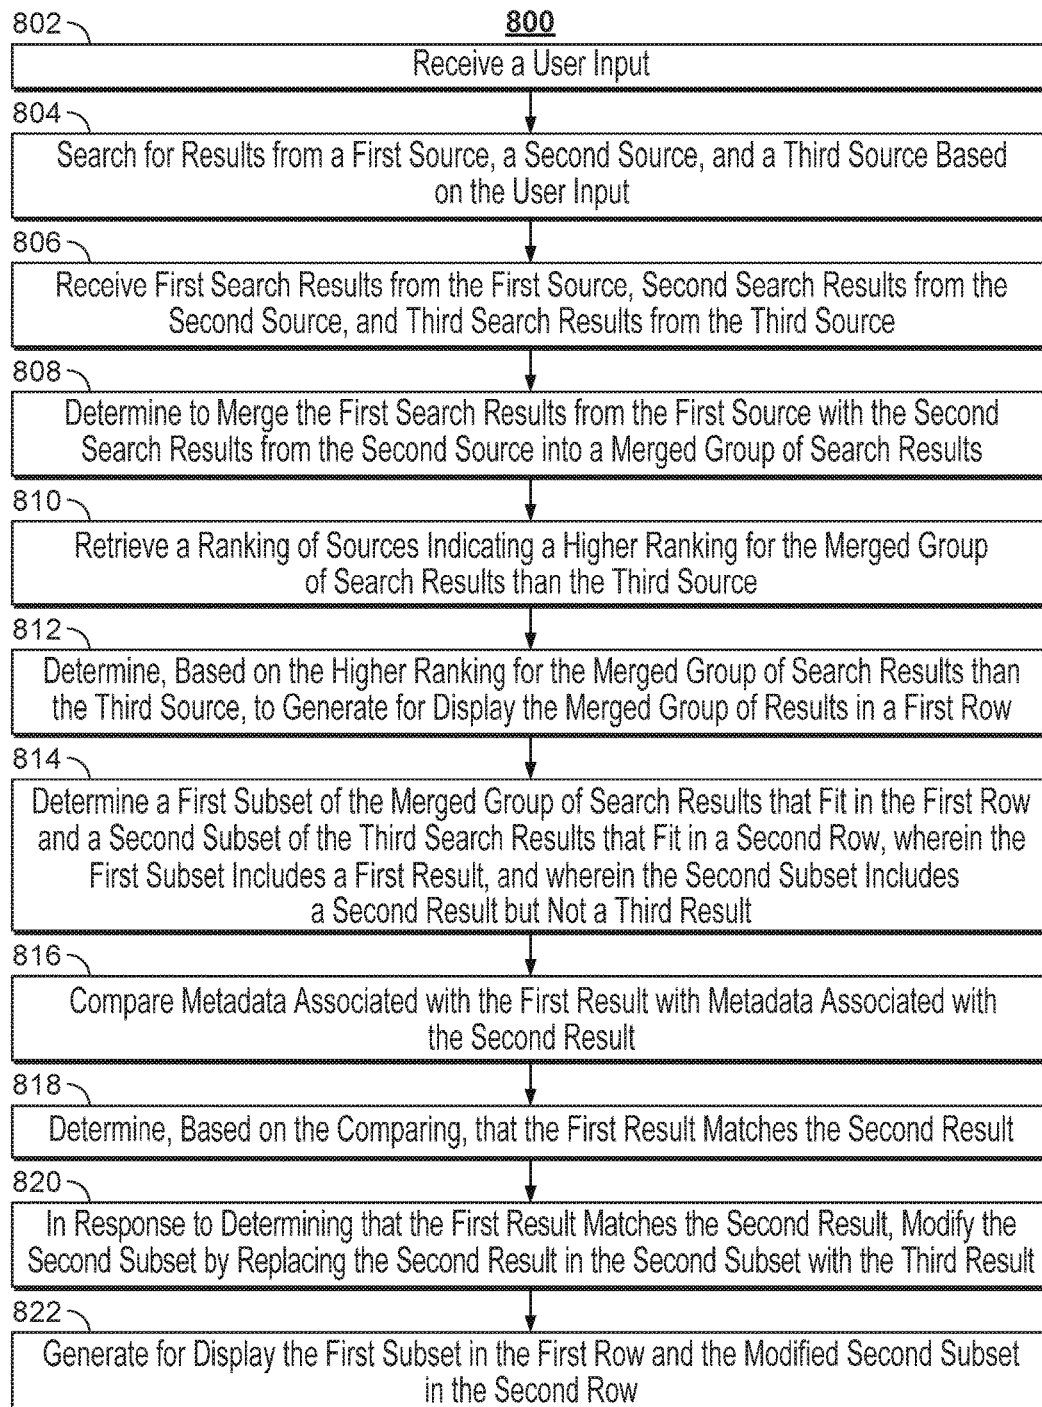 800
802
Receive a User Input
804
Search for Results from a First Source, a Second Source, and a Third Source Based
on the User Input
806
Receive First Search Results from the First Source, Second Search Results from the
Second Source, and Third Search Results from the Third Source
808
Determine to Merge the First Search Results from the First Source with the Second
Search Results from the Second Source into a Merged Group of Search Results
810
Retrieve a Ranking of Sources Indicating a Higher Ranking for the Merged Group
of Search Results than the Third Source
812
Determine, Based on the Higher Ranking for the Merged Group of Search Results than
the Third Source, to Generate for Display the Merged Group of Results in a First Row
814
Determine a First Subset of the Merged Group of Search Results that Fit in the First Row
and a Second Subset of the Third Search Results that Fit in a Second Row, wherein the
First Subset Includes a First Result, and wherein the Second Subset Includes
a Second Result but Not a Third Result
816
Compare Metadata Associated with the First Result with Metadata Associated with
the Second Result
818
Determine, Based on the Comparing, that the First Result Matches the Second Result
820
In Response to Determining that the First Result Matches the Second Result, Modify the
Second Subset by Replacing the Second Result in the Second Subset with the Third Result
822
Generate for Display the First Subset in the First Row and the Modified Second Subset
in the Second Row